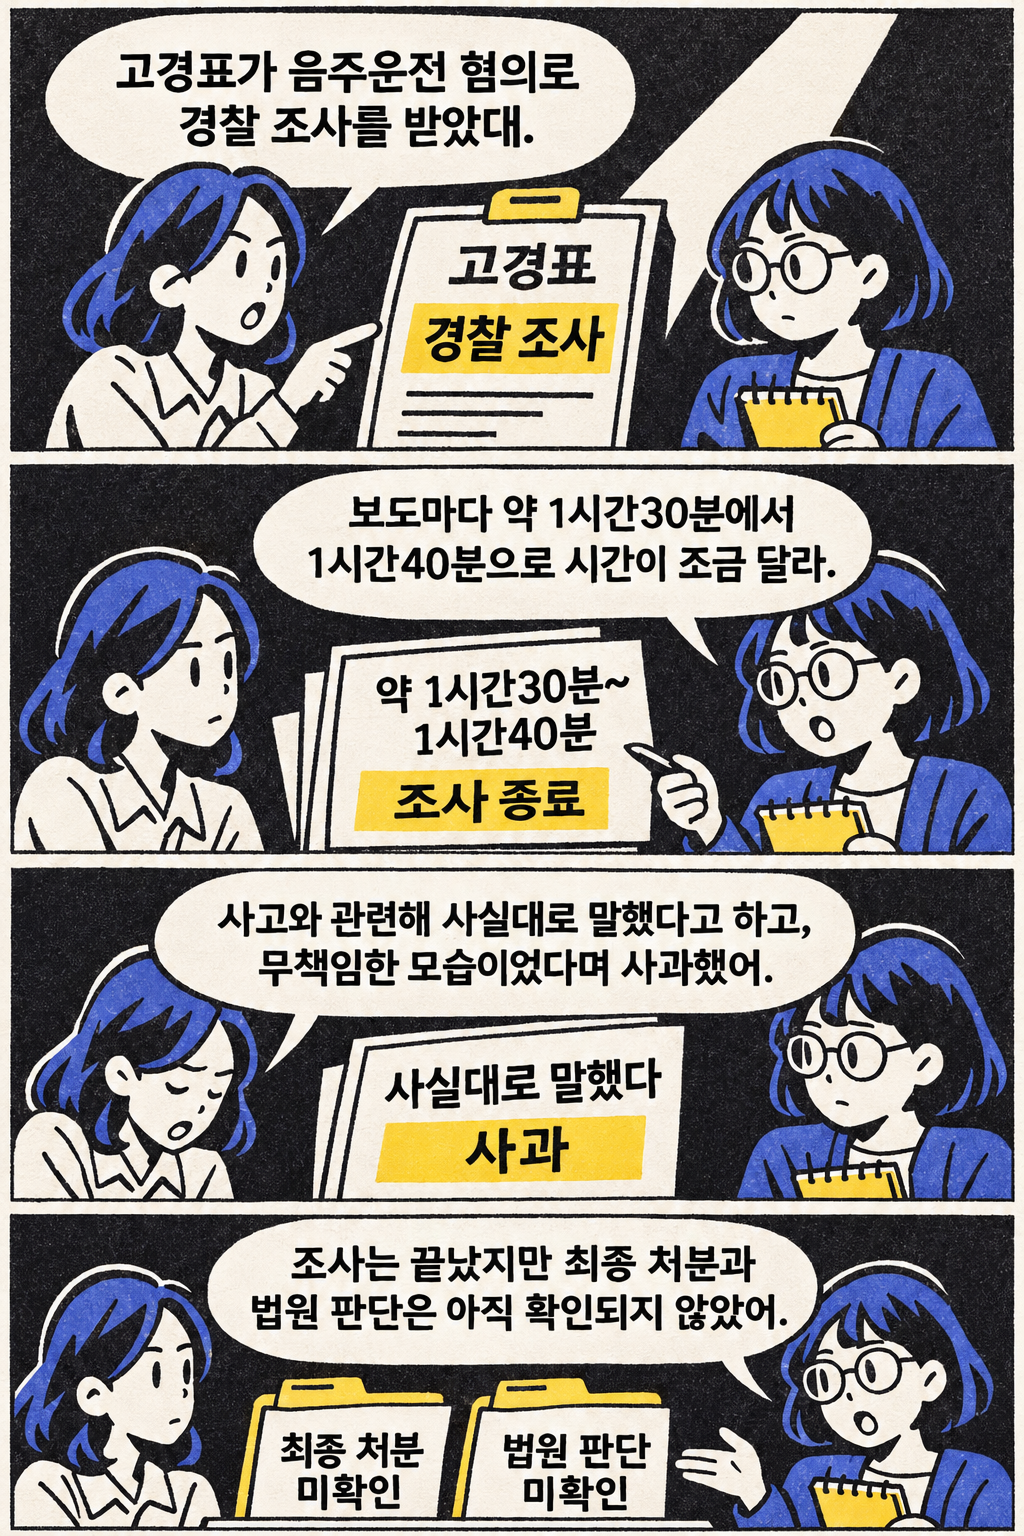 고경표가 음주운전 혐의로
경찰 조사를 받았대.
고경표
경찰 조사
보도마다 약 1시간30분에서
1시간40분으로 시간이 조금 달라.
약 1시간30분~
1시간40분
조사 종료
사고와 관련해 사실대로 말했다고 하고,
무책임한 모습이었다며 사과했어.
사실대로 말했다
사과
조사는 끝났지만 최종 처분과
법원 판단은 아직 확인되지 않았어.
최종 처분
미확인
법원 판단
미확인